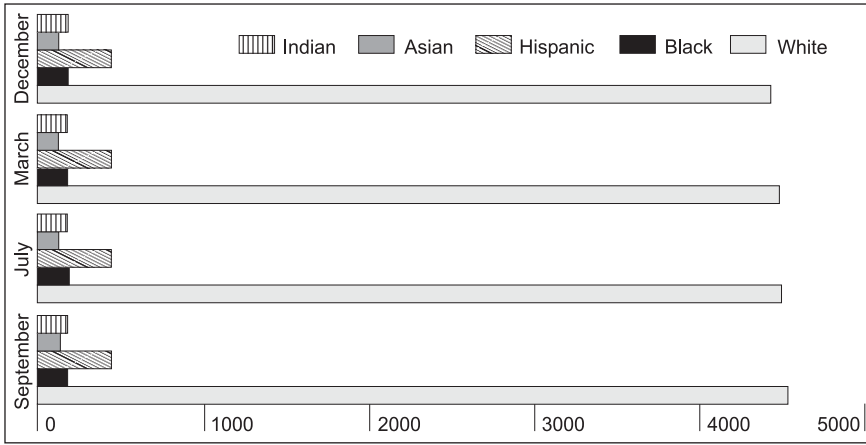 Indian Asian Hispanic Black White
December
March
July
September
0 1000 2000 3000 4000 5000